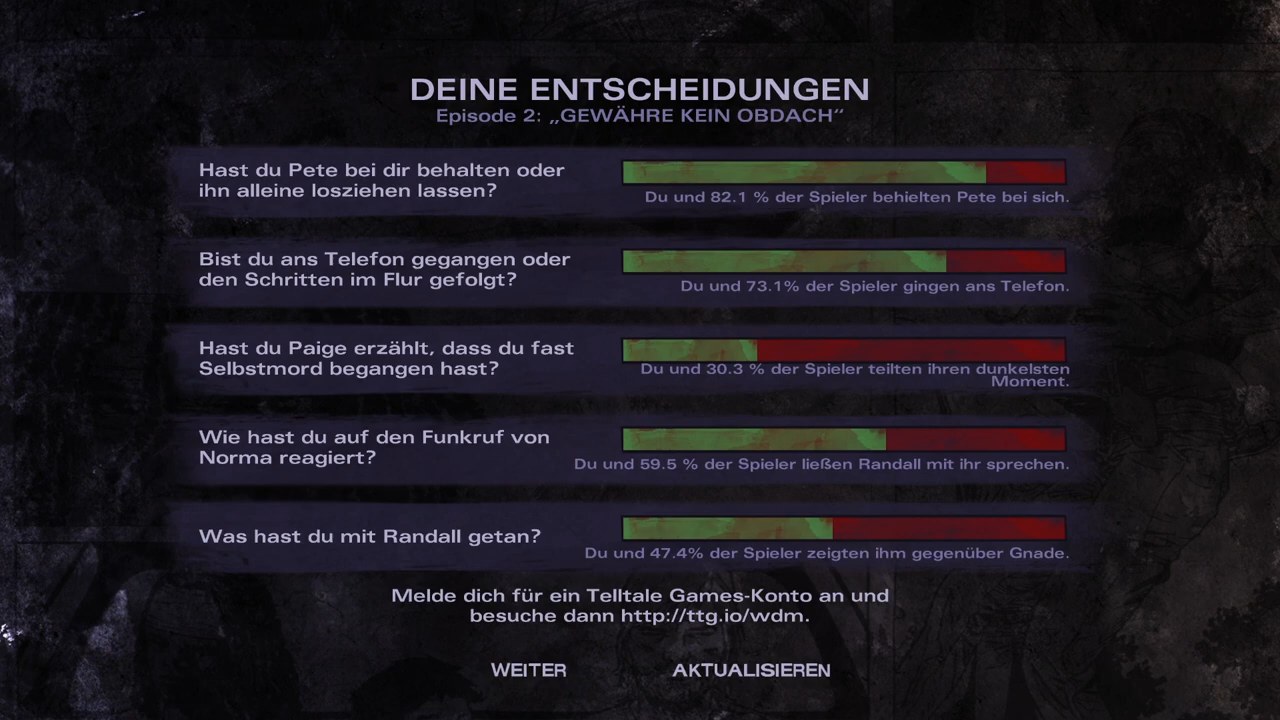 DEINE ENTSCHEIDUNGEN
Episode 2: „GEWÄHRE KEIN OBDACH“
Hast du Pete bei dir behalten oder
ihn alleine losziehen lassen?
Du und 82.1 % der Spieler behielten Pete bei sich.
Bist du ans Telefon gegangen oder
den Schritten im Flur gefolgt?
Du und 73.1% der Spieler gingen ans Telefon.
Hast du Paige erzählt, dass du fast
Selbstmord begangen hast?
Du und 30.3 % der Spieler teilten ihren dunkelsten
Moment.
Wie hast du auf den Funkruf von
Norma reagiert?
Du und 59.5 % der Spieler ließen Randall mit ihr sprechen.
Was hast du mit Randall getan?
Du und 47.4% der Spieler zeigten ihm gegenüber Gnade.
Melde dich für ein Telltale Games-Konto an und
besuche dann http://ttg.io/wdm.
WEITER
AKTUALISIEREN